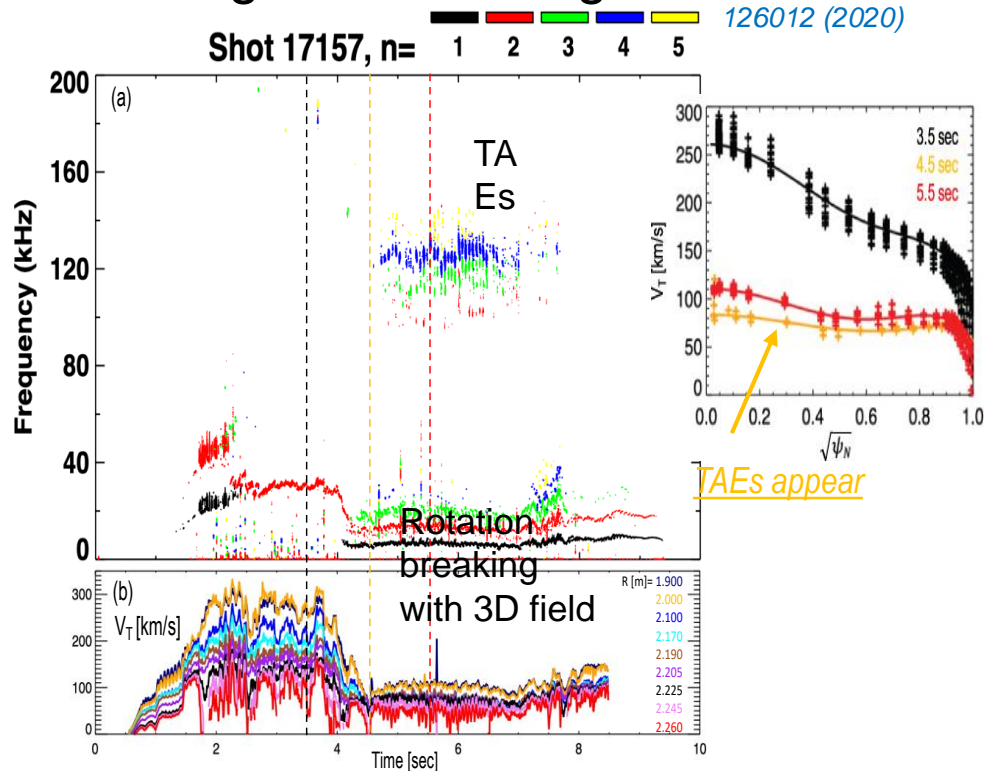 126012 (2020)
Shot 17157, n= 1 2 3 4 5
(a)
200
160
120
80
40
0
Frequency (kHz)
TA
Es
Rotation
breaking
with 3D field
300
250
200
150
100
50
0
V_T [km/s]
3.5 sec
4.5 sec
5.5 sec
0.0 0.2 0.4 0.6 0.8 1.0
√ψ_N
TAEs appear
(b)
V_T [km/s]
300
200
100
0
R [m]= 1.900
2.000
2.100
2.170
2.190
2.205
2.225
2.245
2.260
0 2 4 6 8 10
Time [sec]